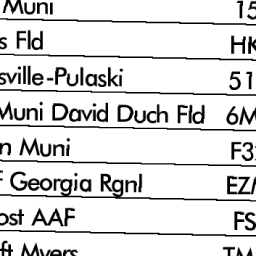 Muni 15
s Fld HK
sville-Pulaski 51
Muni David Duch Fld 6M
n Muni F3
F Georgia Rgnl EZ
ost AAF FS
ft Myers TM